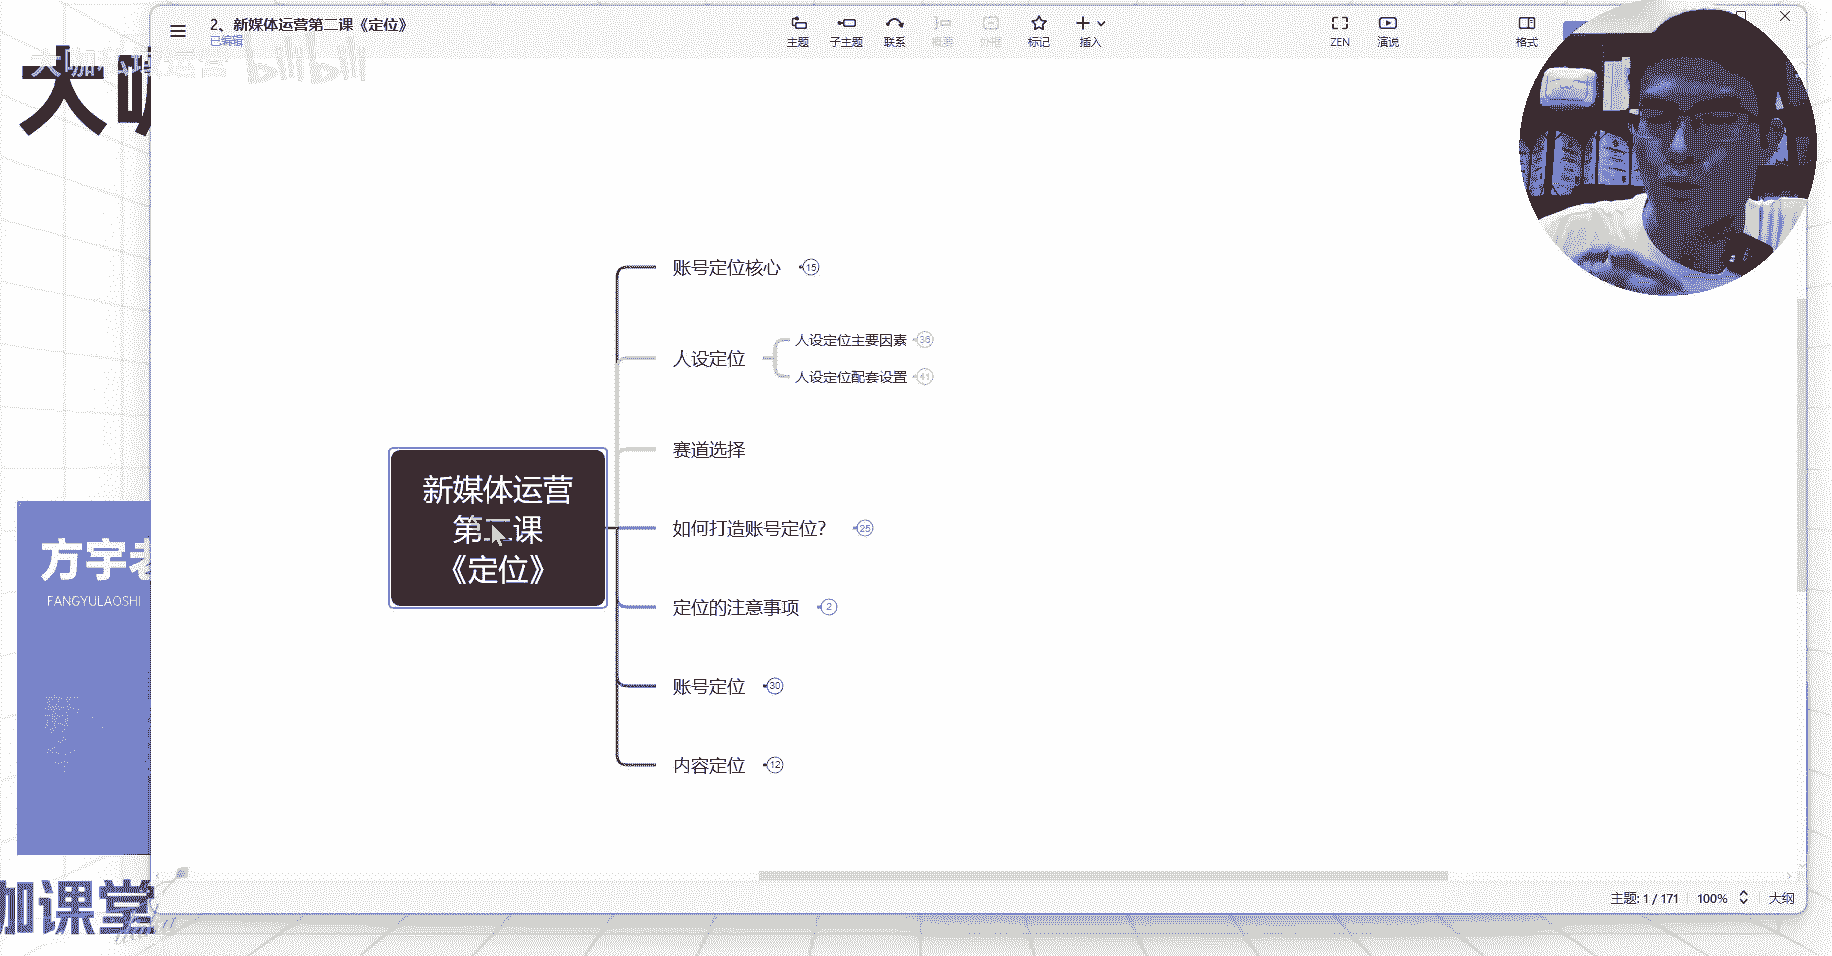 2、新媒体运营第二课《定位》
已编辑
主题
子主题
联系
概要
外框
标记
插入
ZEN
演说
格式
大咖
bilibili
账号定位核心 15
人设定位
人设定位主要因素 36
人设定位配套设置 41
赛道选择
新媒体运营
第二课
《定位》
如何打造账号定位? 25
定位的注意事项 2
账号定位 30
内容定位 12
方宇老
FANGYULAOSHI
咖课堂
主题: 1 / 171
100%
大纲